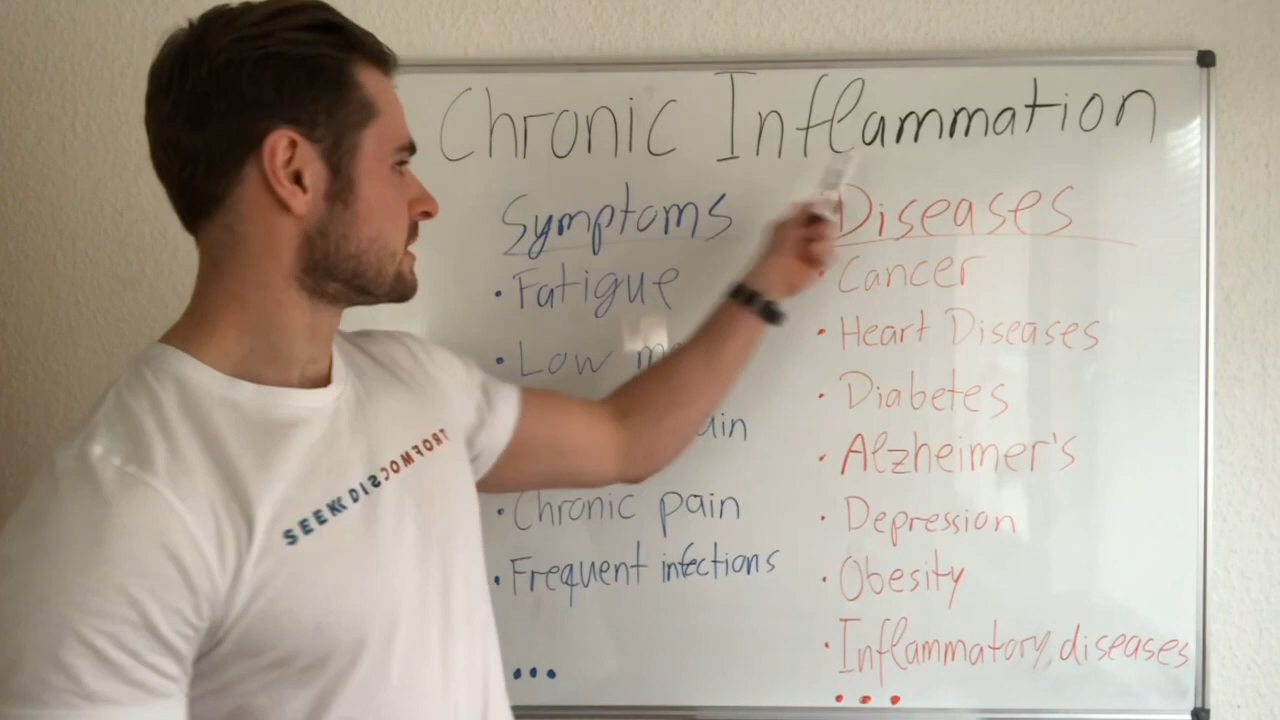 Chronic Inflammation
Symptoms
• Fatigue
• Low
• Chronic pain
• Frequent infections
...
Diseases
• Cancer
• Heart Diseases
• Diabetes
• Alzheimer's
• Depression
• Obesity
• Inflammatory diseases
...
SEEK DISCOMFORT